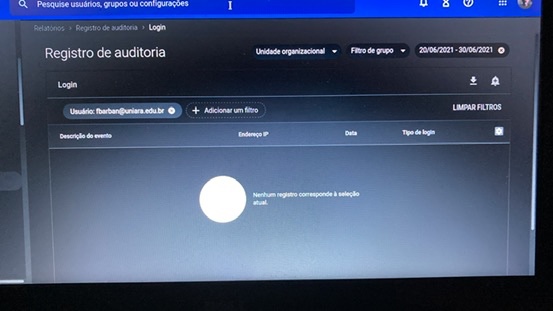 Pesquise usuários, grupos ou configurações
Relatórios > Registro de auditoria > Login
Registro de auditoria
Unidade organizacional
Filtro de grupo
20/06/2021 - 30/06/2021
Login
Usuário: fbarban@uniara.edu.br
+ Adicionar um filtro
LIMPAR FILTROS
Descrição do evento Endereço IP Data Tipo de login
Nenhum registro corresponde à seleção
atual.